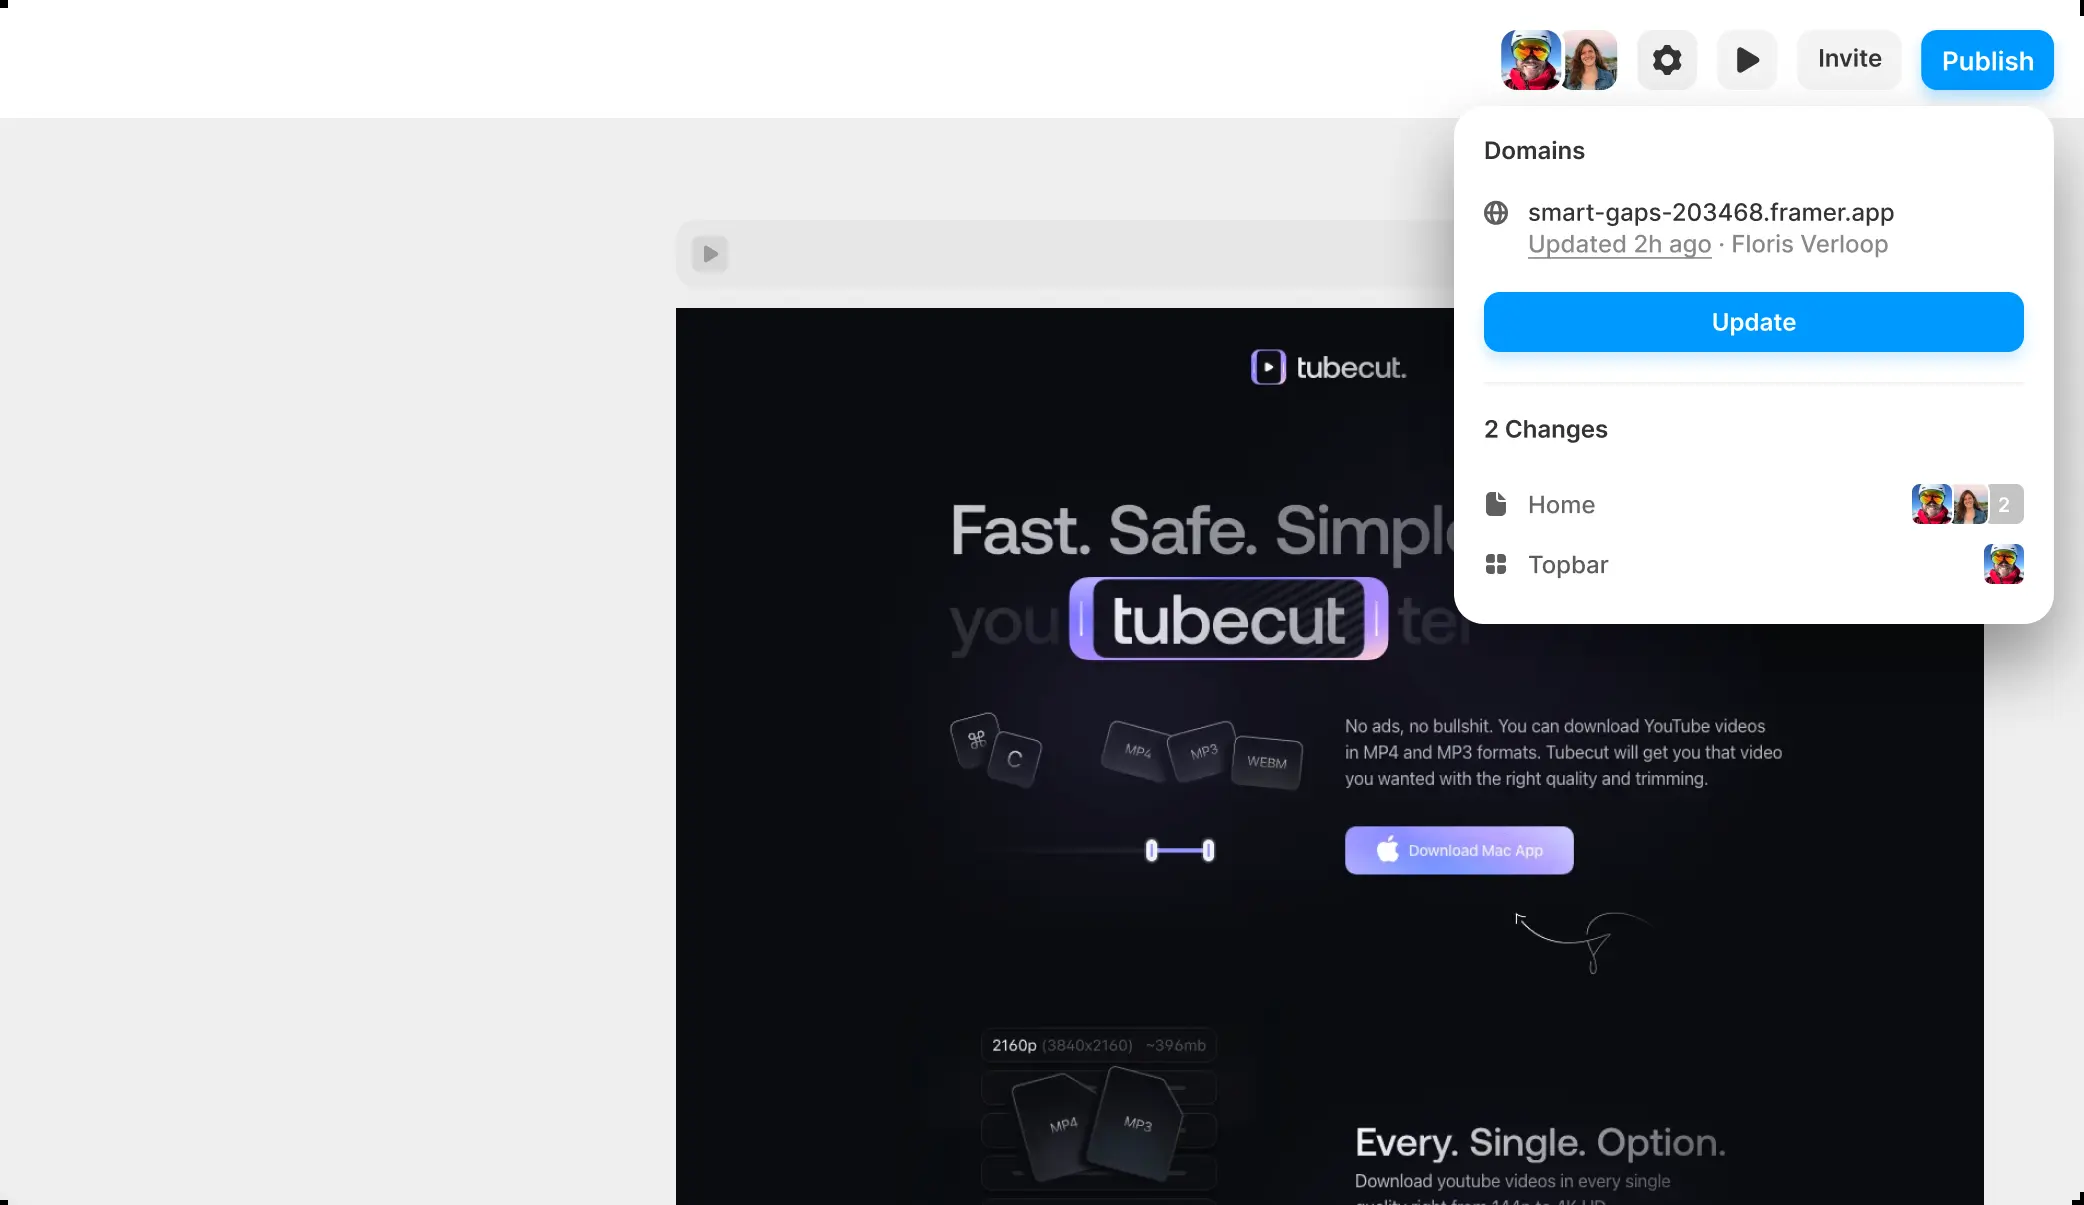 Invite
Publish
Domains
smart-gaps-203468.framer.app
Updated 2h ago · Floris Verloop
Update
2 Changes
Home
2
Topbar
tubecut.
Fast. Safe. Simple
you tubecut
⌘
C
MP4
MP3
WEBM
No ads, no bullshit. You can download YouTube videos
in MP4 and MP3 formats. Tubecut will get you that video
you wanted with the right quality and trimming.
Download Mac App
2160p (3840x2160) ~396mb
MP4
MP3
Every. Single. Option.
Download youtube videos in every single